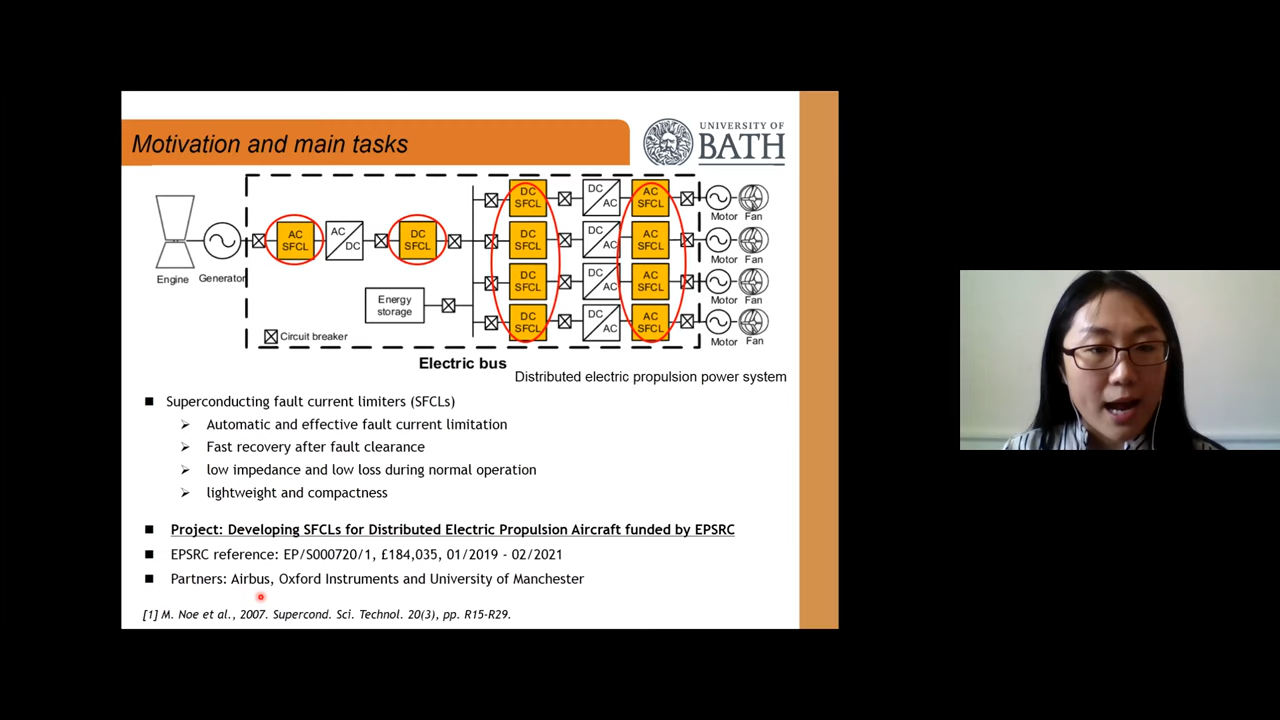 Motivation and main tasks
UNIVERSITY OF
BATH
Engine
Generator
AC
SFCL
AC
DC
DC
SFCL
Energy
storage
Circuit breaker
DC
SFCL
DC
AC
AC
SFCL
Motor Fan
DC
SFCL
DC
AC
AC
SFCL
Motor Fan
DC
SFCL
DC
AC
AC
SFCL
Motor Fan
DC
SFCL
DC
AC
AC
SFCL
Motor Fan
Electric bus
Distributed electric propulsion power system
■ Superconducting fault current limiters (SFCLs)
➢ Automatic and effective fault current limitation
➢ Fast recovery after fault clearance
➢ low impedance and low loss during normal operation
➢ lightweight and compactness
■ Project: Developing SFCLs for Distributed Electric Propulsion Aircraft funded by EPSRC
■ EPSRC reference: EP/S000720/1, £184,035, 01/2019 - 02/2021
■ Partners: Airbus, Oxford Instruments and University of Manchester
[1] M. Noe et al., 2007. Supercond. Sci. Technol. 20(3), pp. R15-R29.